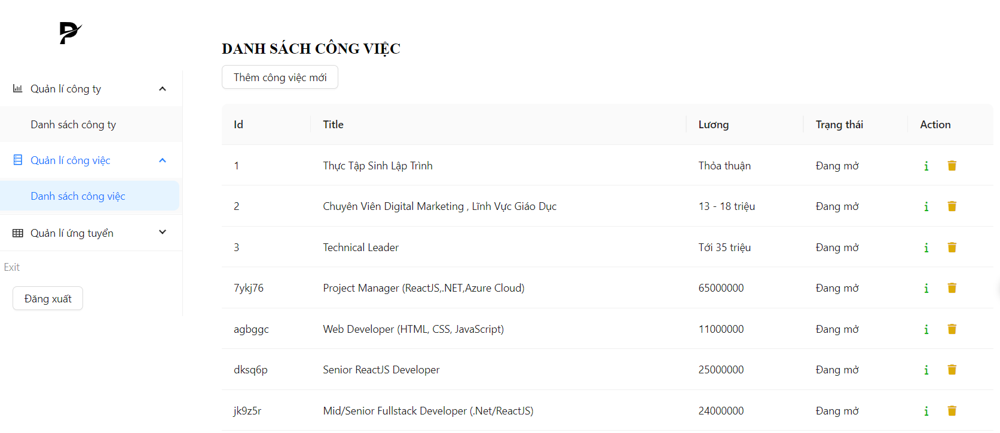 DANH SÁCH CÔNG VIỆC
Thêm công việc mới
Quản lí công ty
Danh sách công ty
Quản lí công việc
Danh sách công việc
Quản lí ứng tuyển
Exit
Đăng xuất
Id Title Lương Trạng thái Action
1 Thực Tập Sinh Lập Trình Thỏa thuận Đang mở
2 Chuyên Viên Digital Marketing , Lĩnh Vực Giáo Dục 13 - 18 triệu Đang mở
3 Technical Leader Tới 35 triệu Đang mở
7ykj76 Project Manager (ReactJS,.NET,Azure Cloud) 65000000 Đang mở
agbggc Web Developer (HTML, CSS, JavaScript) 11000000 Đang mở
dksq6p Senior ReactJS Developer 25000000 Đang mở
jk9z5r Mid/Senior Fullstack Developer (.Net/ReactJS) 24000000 Đang mở